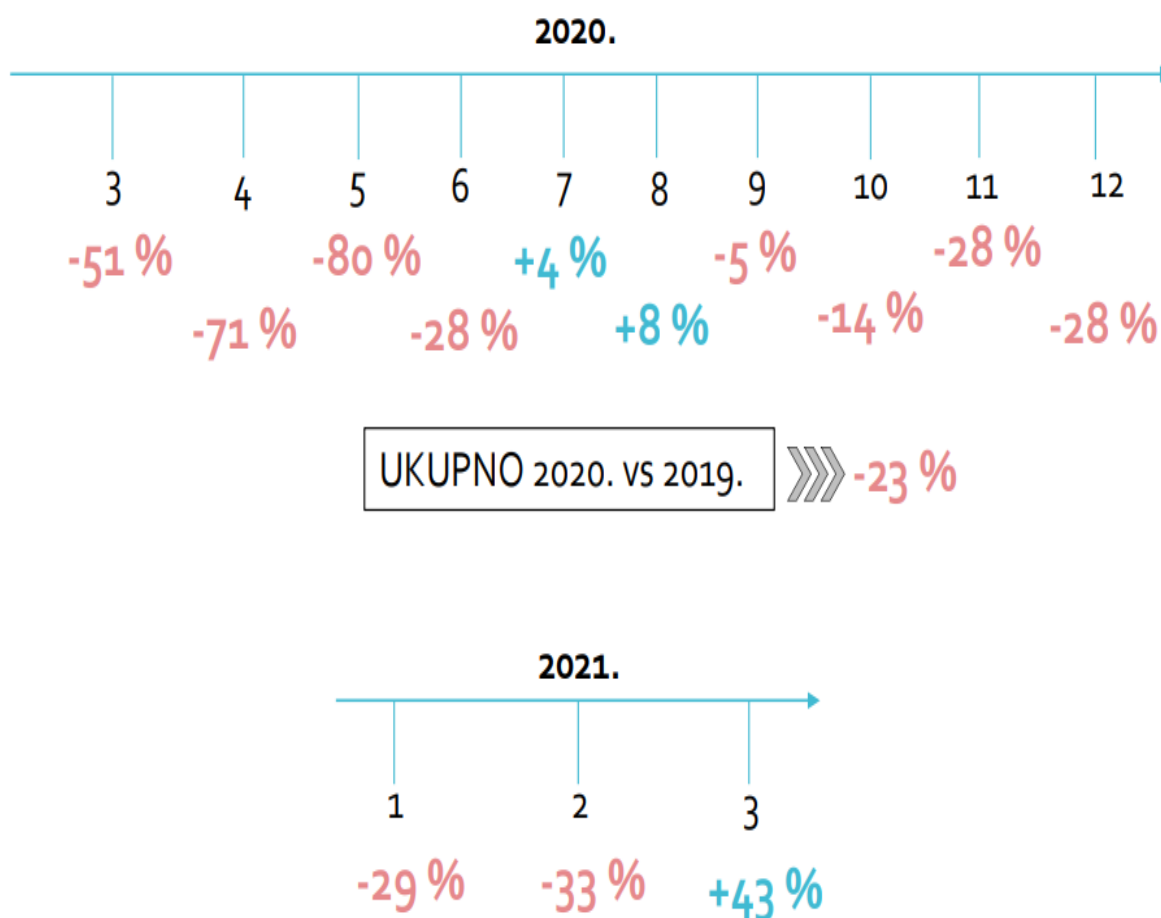 2020.
3 4 5 6 7 8 9 10 11 12
-51 % -80 % +4 % -5 % -28 %
-71 % -28 % +8 % -14 % -28 %
UKUPNO 2020. VS 2019. -23 %
2021.
1 2 3
-29 % -33 % +43 %